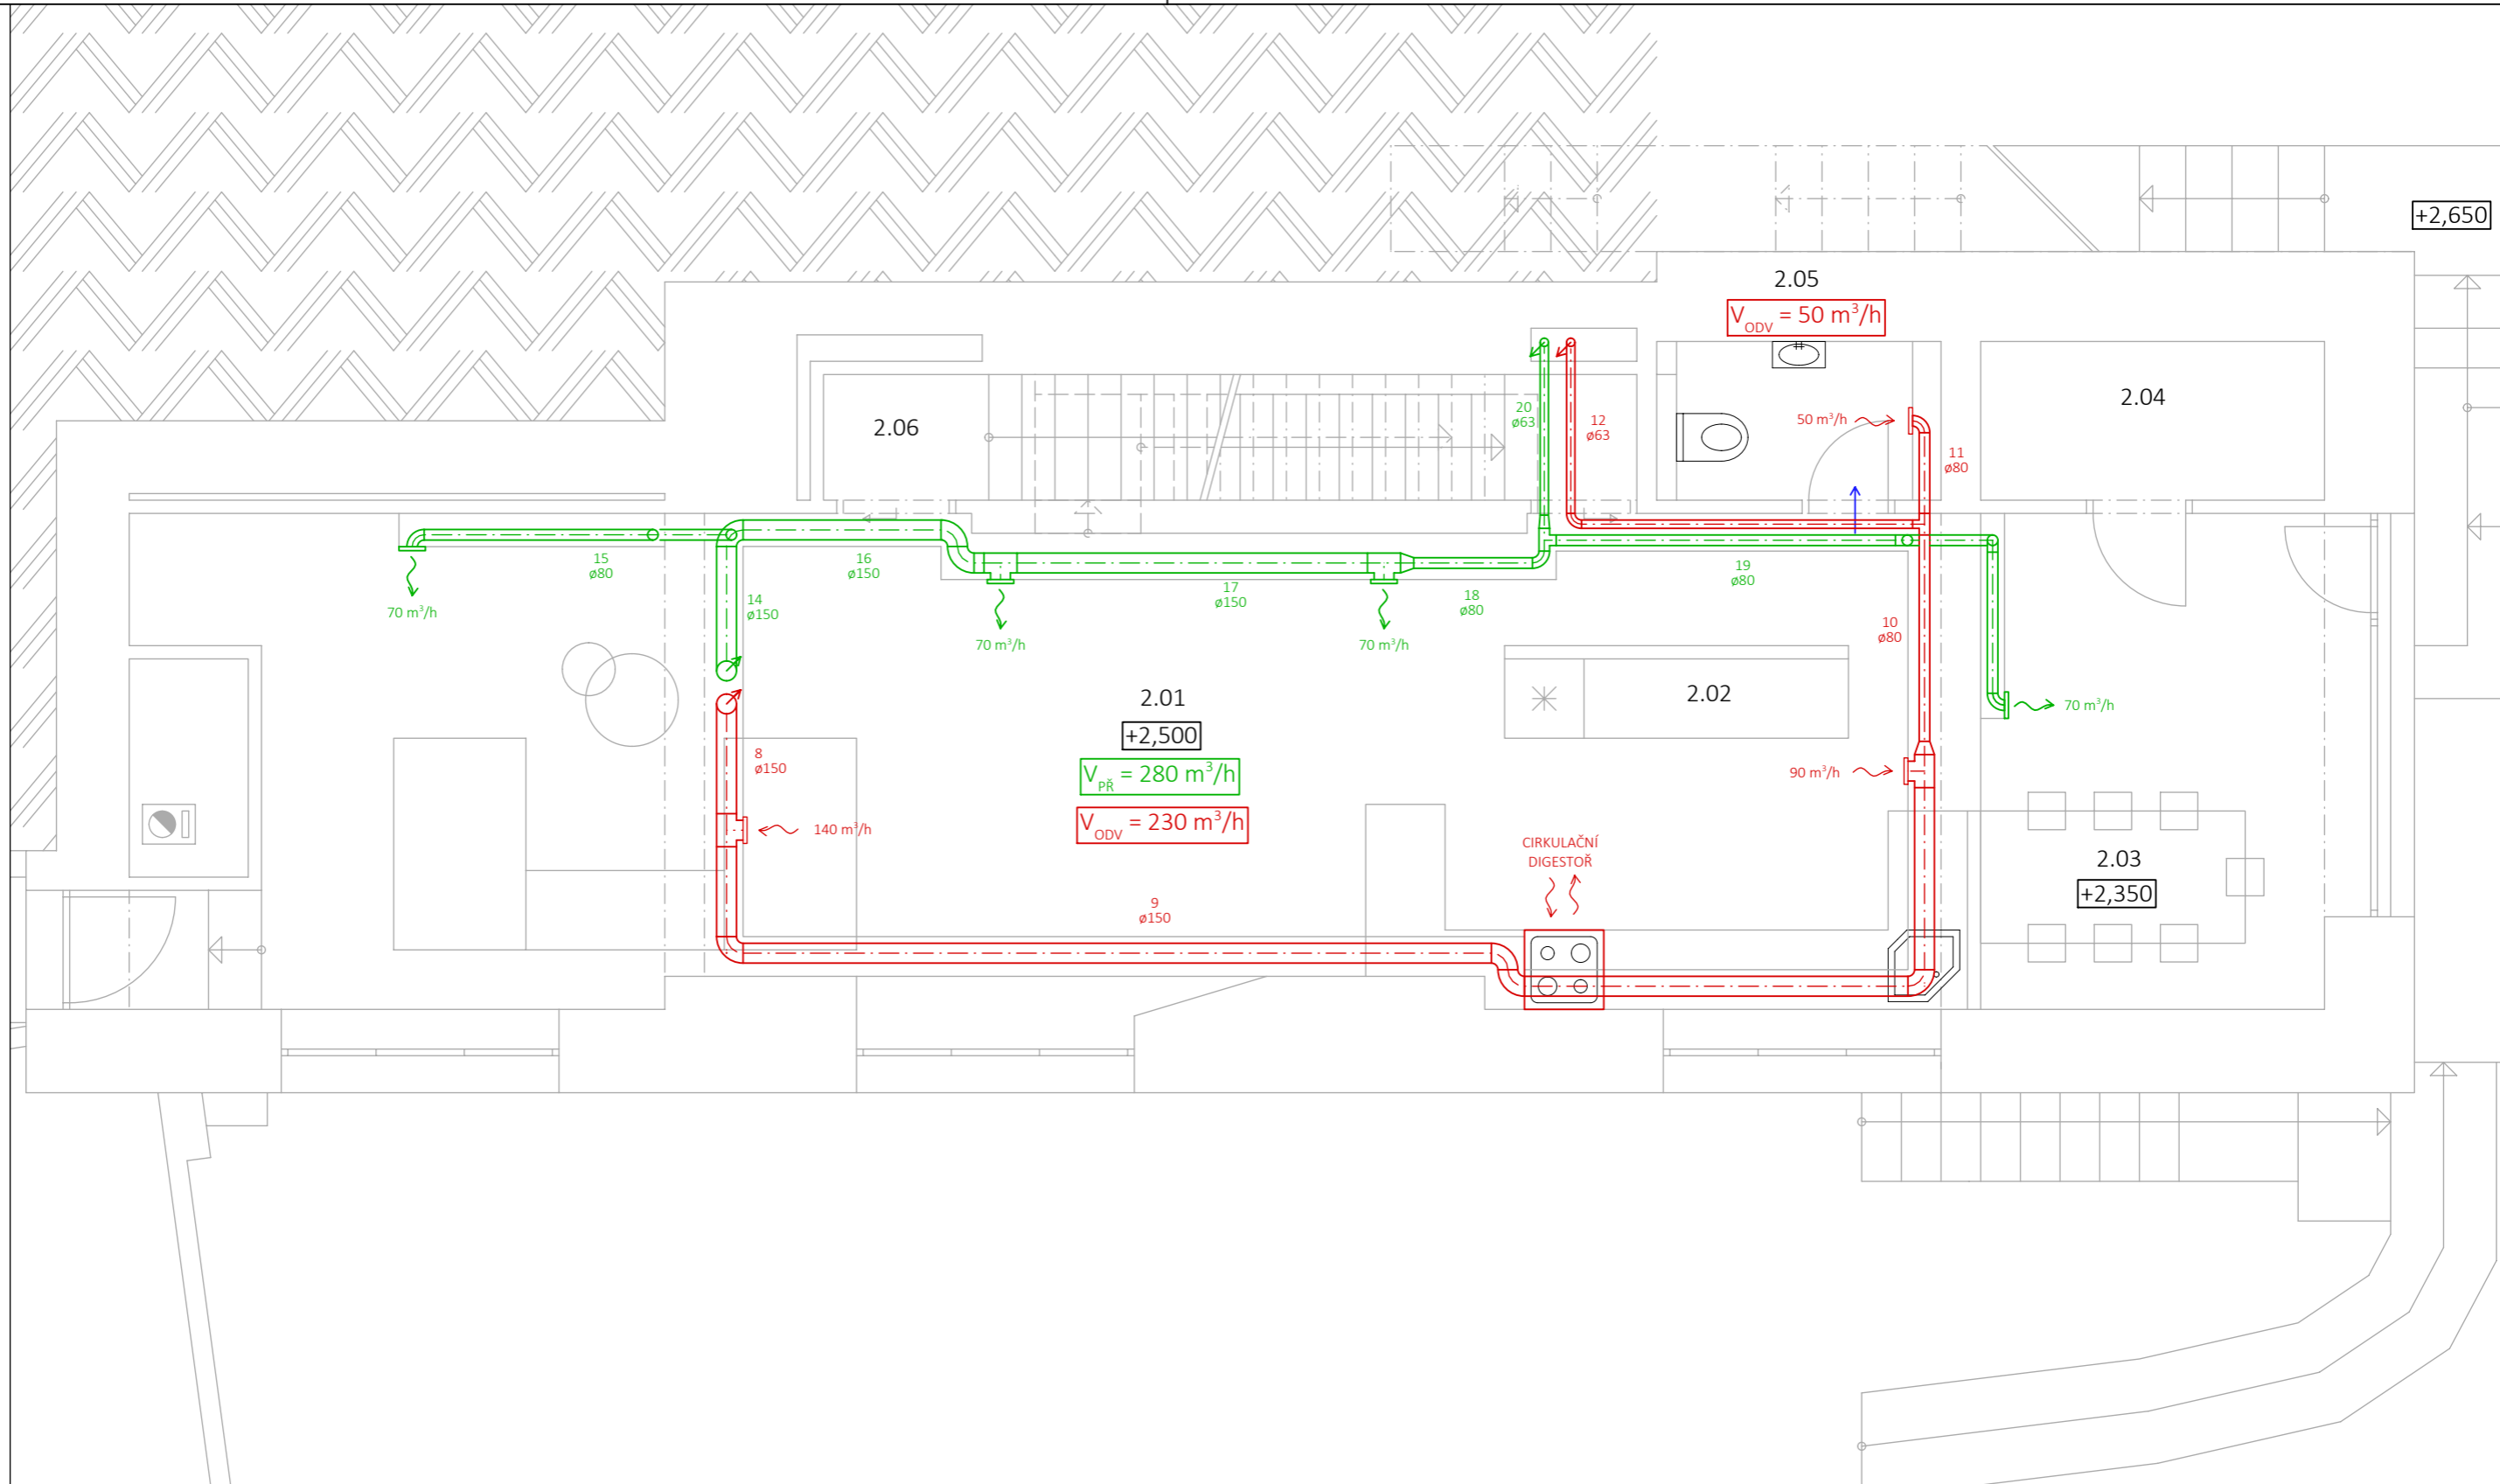 +2,650
2.05
V_ODV = 50 m³/h
2.04
2.06
20
ø63
12
ø63
50 m³/h
11
ø80
15
ø80
16
ø150
14
ø150
17
ø150
18
ø80
19
ø80
70 m³/h
70 m³/h
70 m³/h
10
ø80
2.01
+2,500
V_PŘ = 280 m³/h
V_ODV = 230 m³/h
2.02
70 m³/h
8
ø150
90 m³/h
140 m³/h
CIRKULAČNÍ
DIGESTOŘ
2.03
+2,350
9
ø150